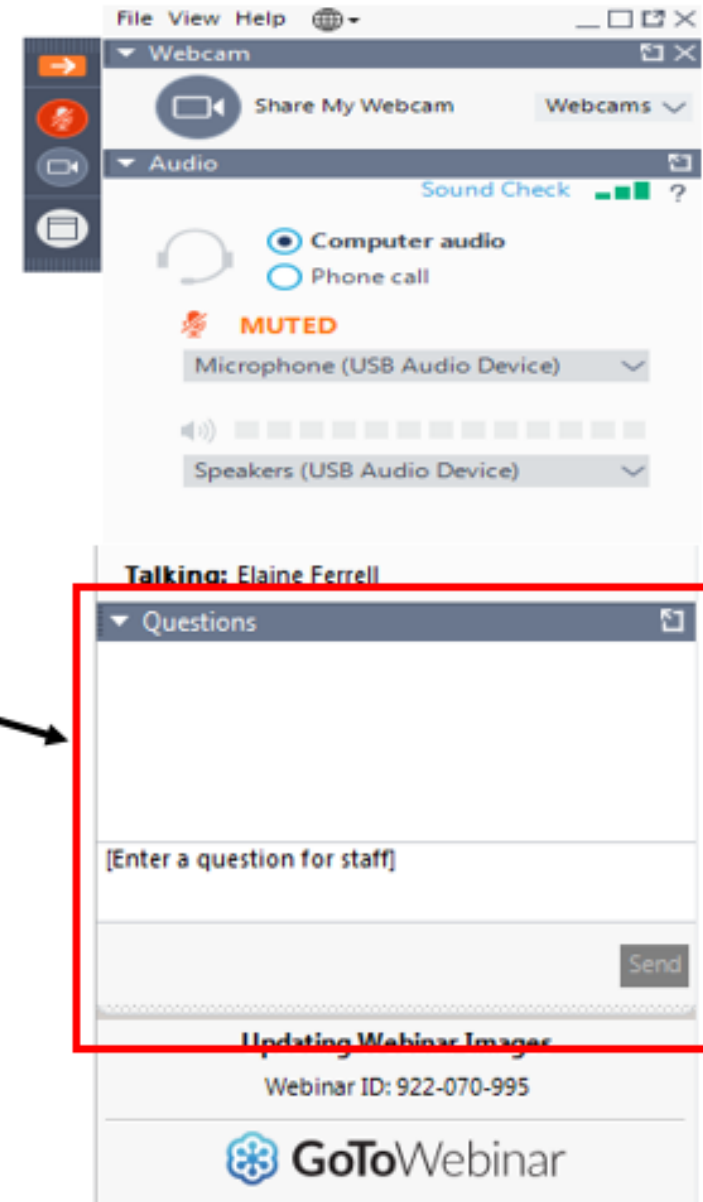 File View Help
Webcam
Share My Webcam Webcams
Audio
Sound Check ?
Computer audio
Phone call
MUTED
Microphone (USB Audio Device)
Speakers (USB Audio Device)
Talking: Elaine Ferrell
Questions
[Enter a question for staff]
Send
Updating Webinar Images
Webinar ID: 922-070-995
GoToWebinar